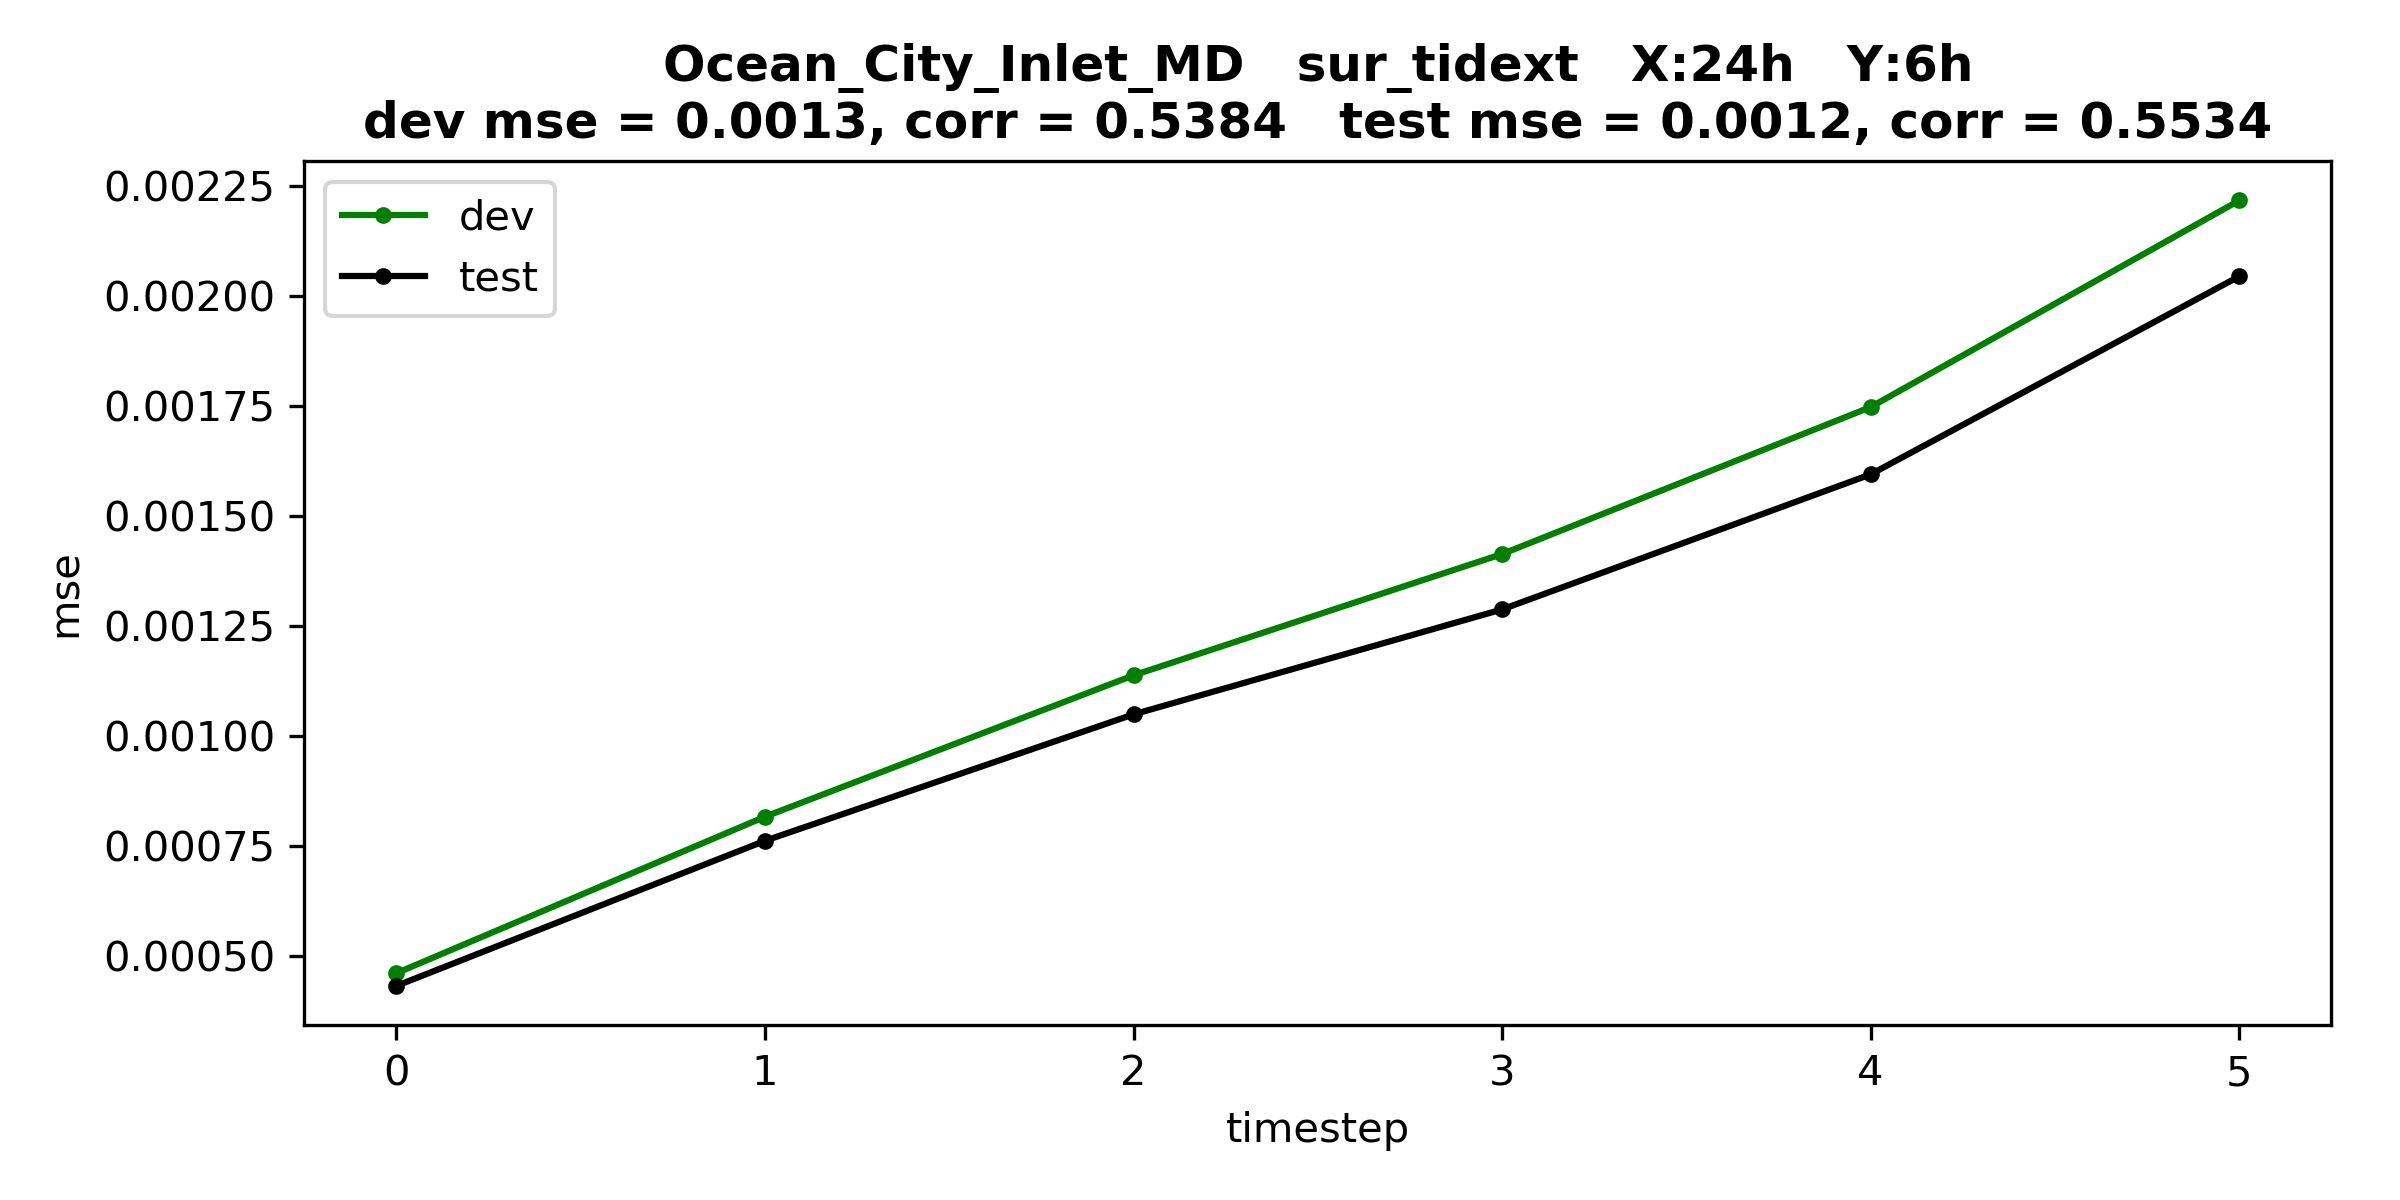 Ocean_City_Inlet_MD   sur_tidext   X:24h   Y:6h
dev mse = 0.0013, corr = 0.5384   test mse = 0.0012, corr = 0.5534
dev
test
0.00225
0.00200
0.00175
0.00150
0.00125
0.00100
0.00075
0.00050
mse
0 1 2 3 4 5
timestep